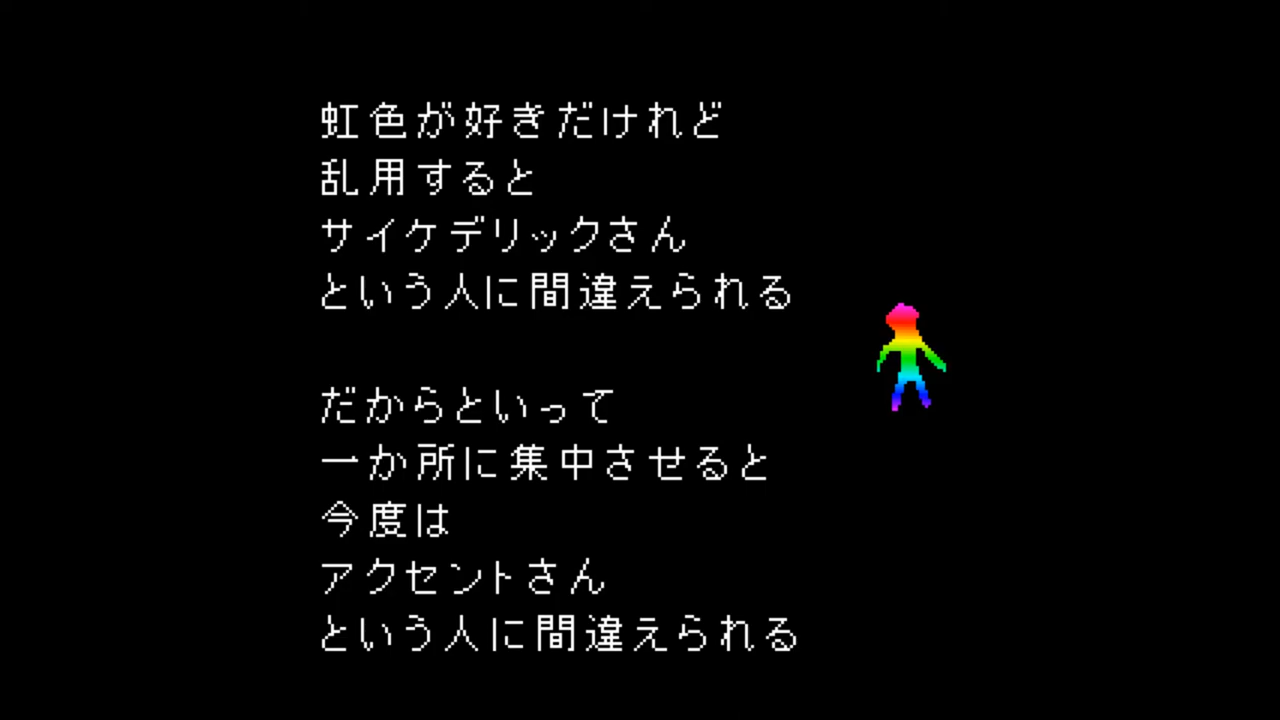 虹色が好きだけれど
乱用すると
サイケデリックさん
という人に間違えられる
だからといって
一か所に集中させると
今度は
アクセントさん
という人に間違えられる